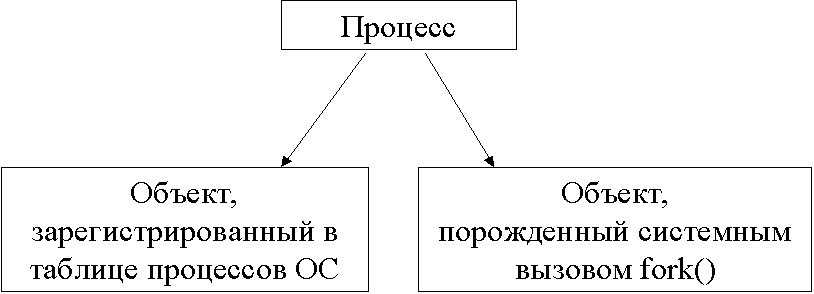 Процесс
Объект,
зарегистрированный в
таблице процессов ОС
Объект,
порожденный системным
вызовом fork()